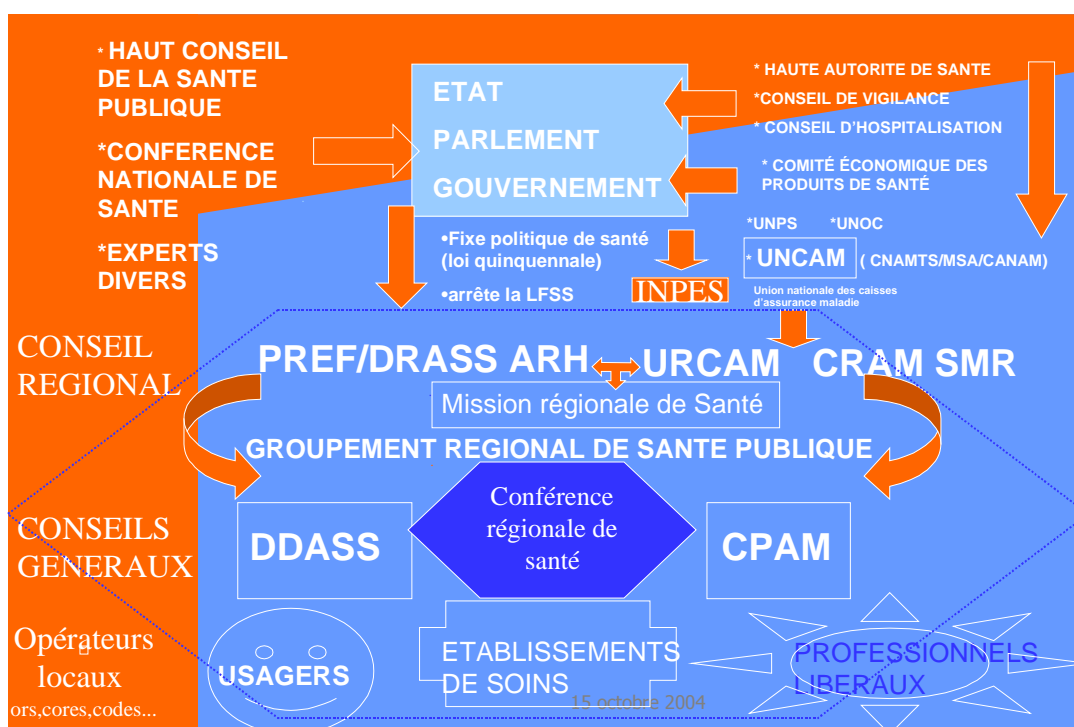 * HAUT CONSEIL
DE LA SANTE
PUBLIQUE
*CONFERENCE
NATIONALE DE
SANTE
*EXPERTS
DIVERS
ETAT
PARLEMENT
GOUVERNEMENT
* HAUTE AUTORITE DE SANTE
*CONSEIL DE VIGILANCE
* CONSEIL D'HOSPITALISATION
* COMITÉ ÉCONOMIQUE DES
PRODUITS DE SANTÉ
•Fixe politique de santé
(loi quinquennale)
•arrête la LFSS
INPES
*UNPS *UNOC
* UNCAM ( CNAMTS/MSA/CANAM)
Union nationale des caisses
d'assurance maladie
CONSEIL
REGIONAL
PREF/DRASS ARH URCAM CRAM SMR
Mission régionale de Santé
GROUPEMENT REGIONAL DE SANTE PUBLIQUE
CONSEILS
GENERAUX
DDASS
Conférence
régionale de
santé
CPAM
Opérateurs
locaux
ors,cores,codes...
USAGERS
ETABLISSEMENTS
DE SOINS
PROFESSIONNELS
LIBERAUX
15 octobre 2004